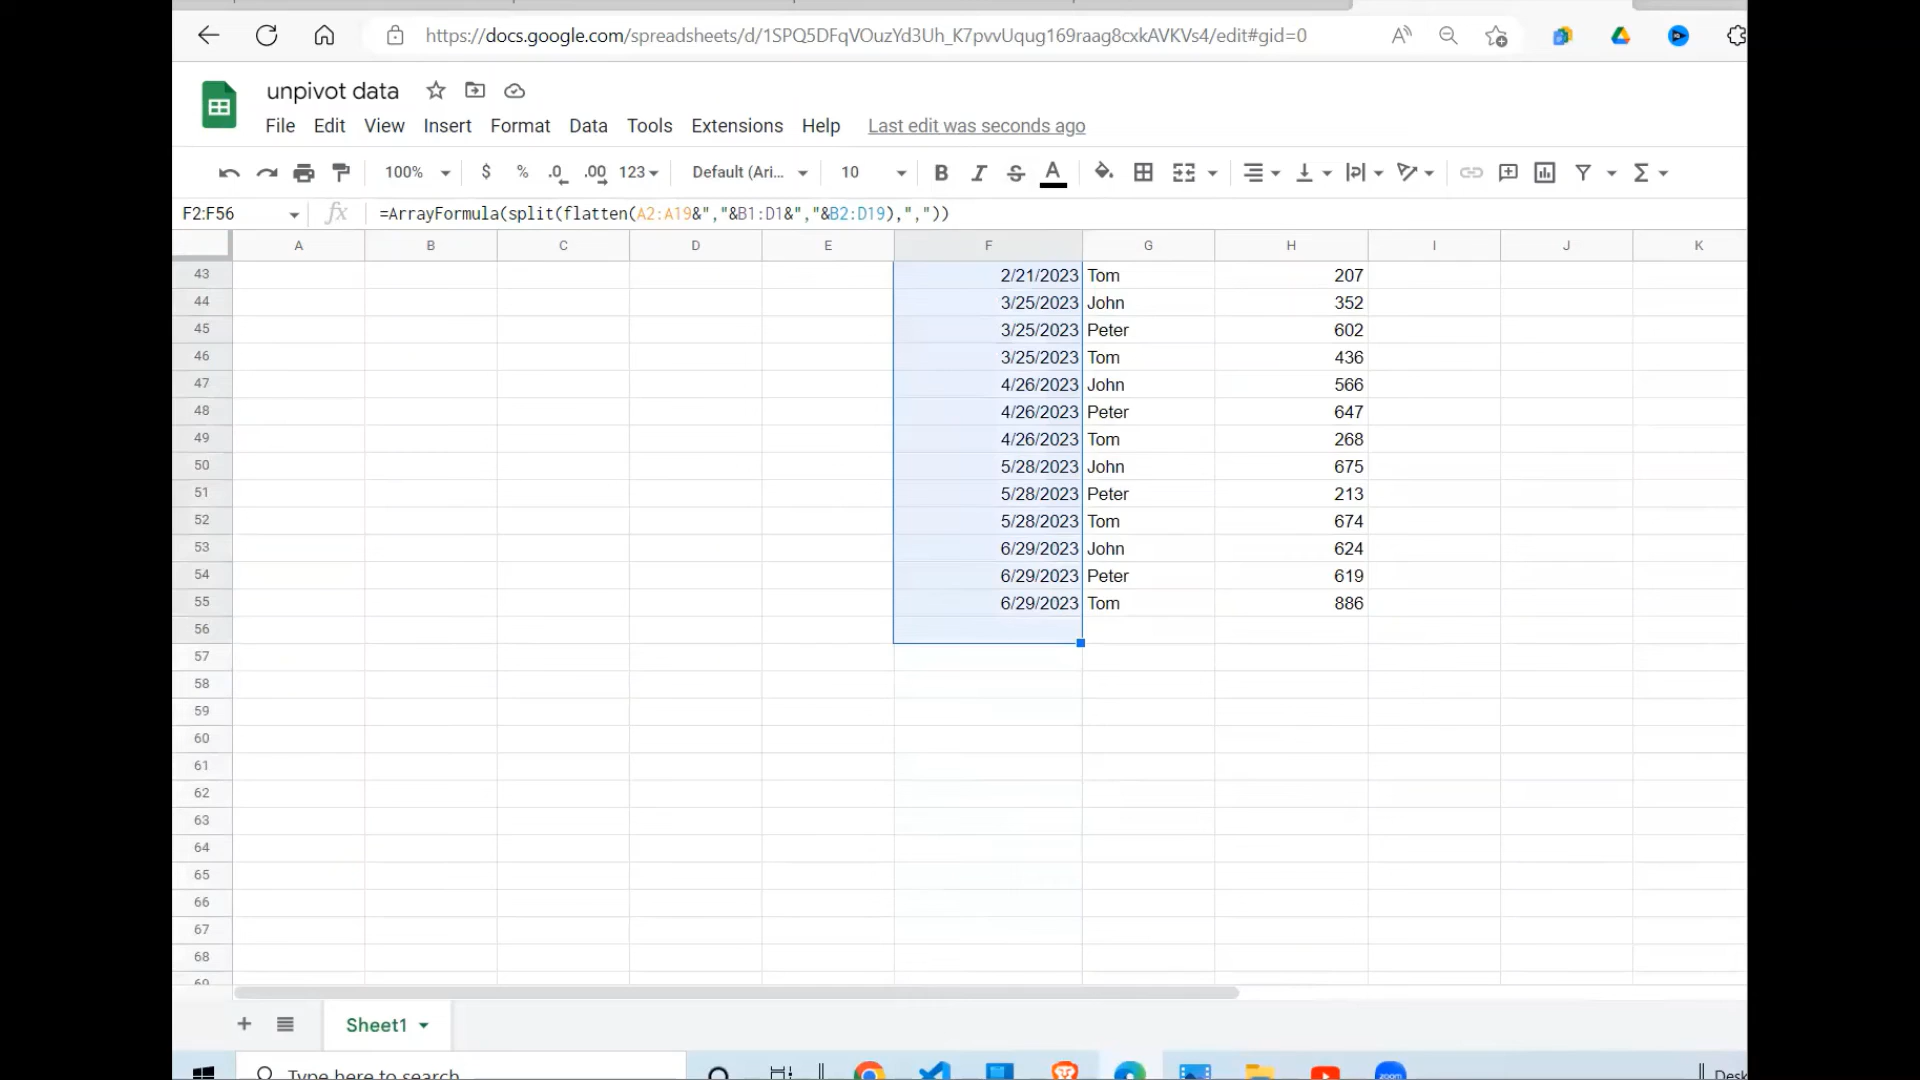 https://docs.google.com/spreadsheets/d/1SPQ5DFqVOuzYd3Uh_K7pvvUqug169raag8cxkAVKVs4/edit#gid=0
unpivot data
File Edit View Insert Format Data Tools Extensions Help Last edit was seconds ago
100% $ % .0 .00 123 Default (Ari... 10 B I S A
F2:F56 fx =ArrayFormula(split(flatten(A2:A19&","&B1:D1&","&B2:D19),","))
A B C D E F G H I J K
43 2/21/2023 Tom 207
44 3/25/2023 John 352
45 3/25/2023 Peter 602
46 3/25/2023 Tom 436
47 4/26/2023 John 566
48 4/26/2023 Peter 647
49 4/26/2023 Tom 268
50 5/28/2023 John 675
51 5/28/2023 Peter 213
52 5/28/2023 Tom 674
53 6/29/2023 John 624
54 6/29/2023 Peter 619
55 6/29/2023 Tom 886
56
57
58
59
60
61
62
63
64
65
66
67
68
69
Sheet1
Type here to search
zoom